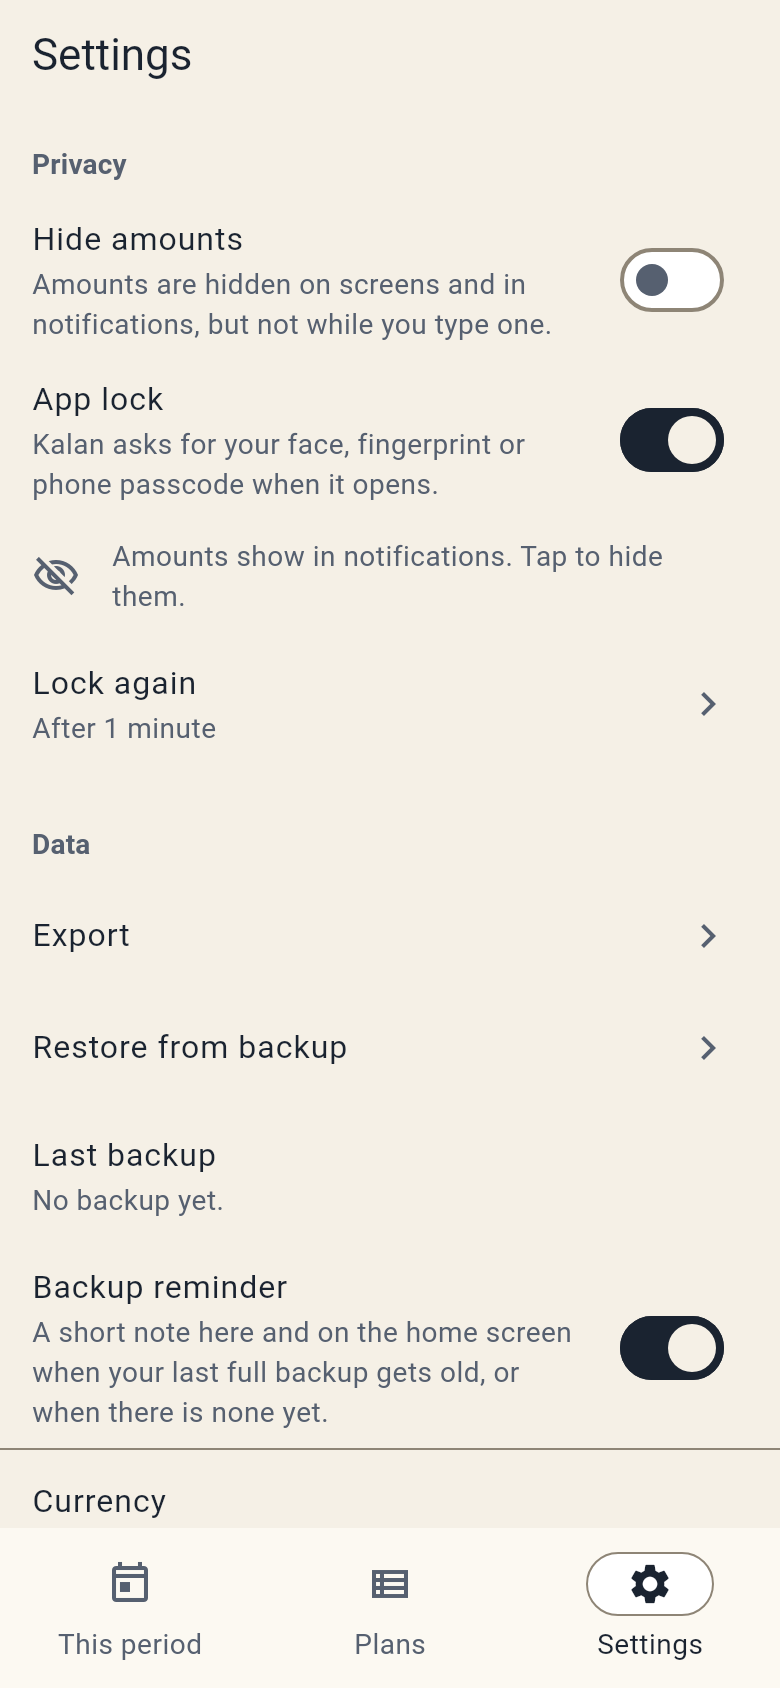 Settings
Privacy
Hide amounts
Amounts are hidden on screens and in
notifications, but not while you type one.
App lock
Kalan asks for your face, fingerprint or
phone passcode when it opens.
Amounts show in notifications. Tap to hide
them.
Lock again
After 1 minute
Data
Export
Restore from backup
Last backup
No backup yet.
Backup reminder
A short note here and on the home screen
when your last full backup gets old, or
when there is none yet.
Currency
This period
Plans
Settings